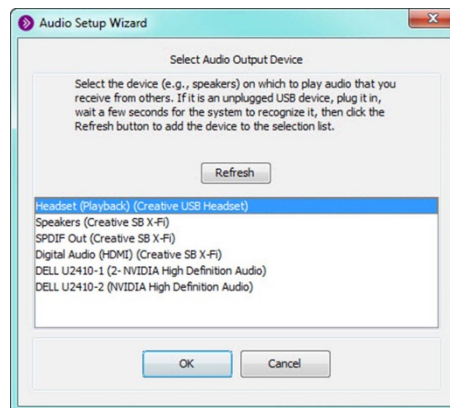 Audio Setup Wizard
Select Audio Output Device
Select the device (e.g., speakers) on which to play audio that you
receive from others. If it is an unplugged USB device, plug it in,
wait a few seconds for the system to recognize it, then click the
Refresh button to add the device to the selection list.
Refresh
Headset (Playback) (Creative USB Headset)
Speakers (Creative SB X-Fi)
SPDIF Out (Creative SB X-Fi)
Digital Audio (HDMI) (Creative SB X-Fi)
DELL U2410-1 (2- NVIDIA High Definition Audio)
DELL U2410-2 (NVIDIA High Definition Audio)
OK Cancel